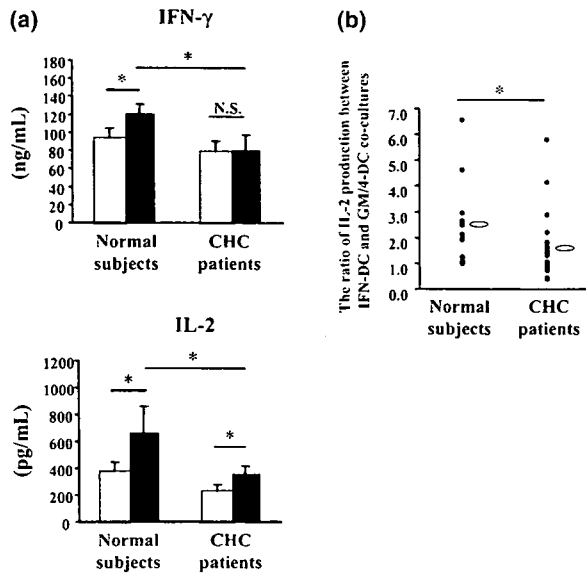 (a)
IFN-γ
(ng/mL)
180
160
140
120
100
80
60
40
20
0
*
*
N.S.
Normal subjects
CHC patients
IL-2
(pg/mL)
1200
1000
800
600
400
200
0
*
*
*
Normal subjects
CHC patients
(b)
The ratio of IL-2 production between
IFN-DC and GM/4-DC co-cultures
7.0
6.0
5.0
4.0
3.0
2.0
1.0
0.0
*
Normal subjects
CHC patients